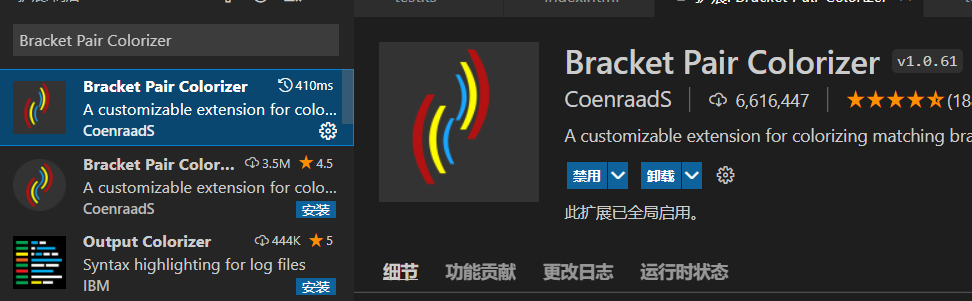 Bracket Pair Colorizer
Bracket Pair Colorizer
410ms
A customizable extension for colo...
CoenraadS
Bracket Pair Color...
3.5M
4.5
A customizable extension for colo...
CoenraadS
安装
Output Colorizer
444K
5
Syntax highlighting for log files
IBM
安装
Bracket Pair Colorizer
v1.0.61
CoenraadS
6,616,447
(18
A customizable extension for colorizing matching bra
禁用
卸载
此扩展已全局启用。
细节
功能贡献
更改日志
运行时状态